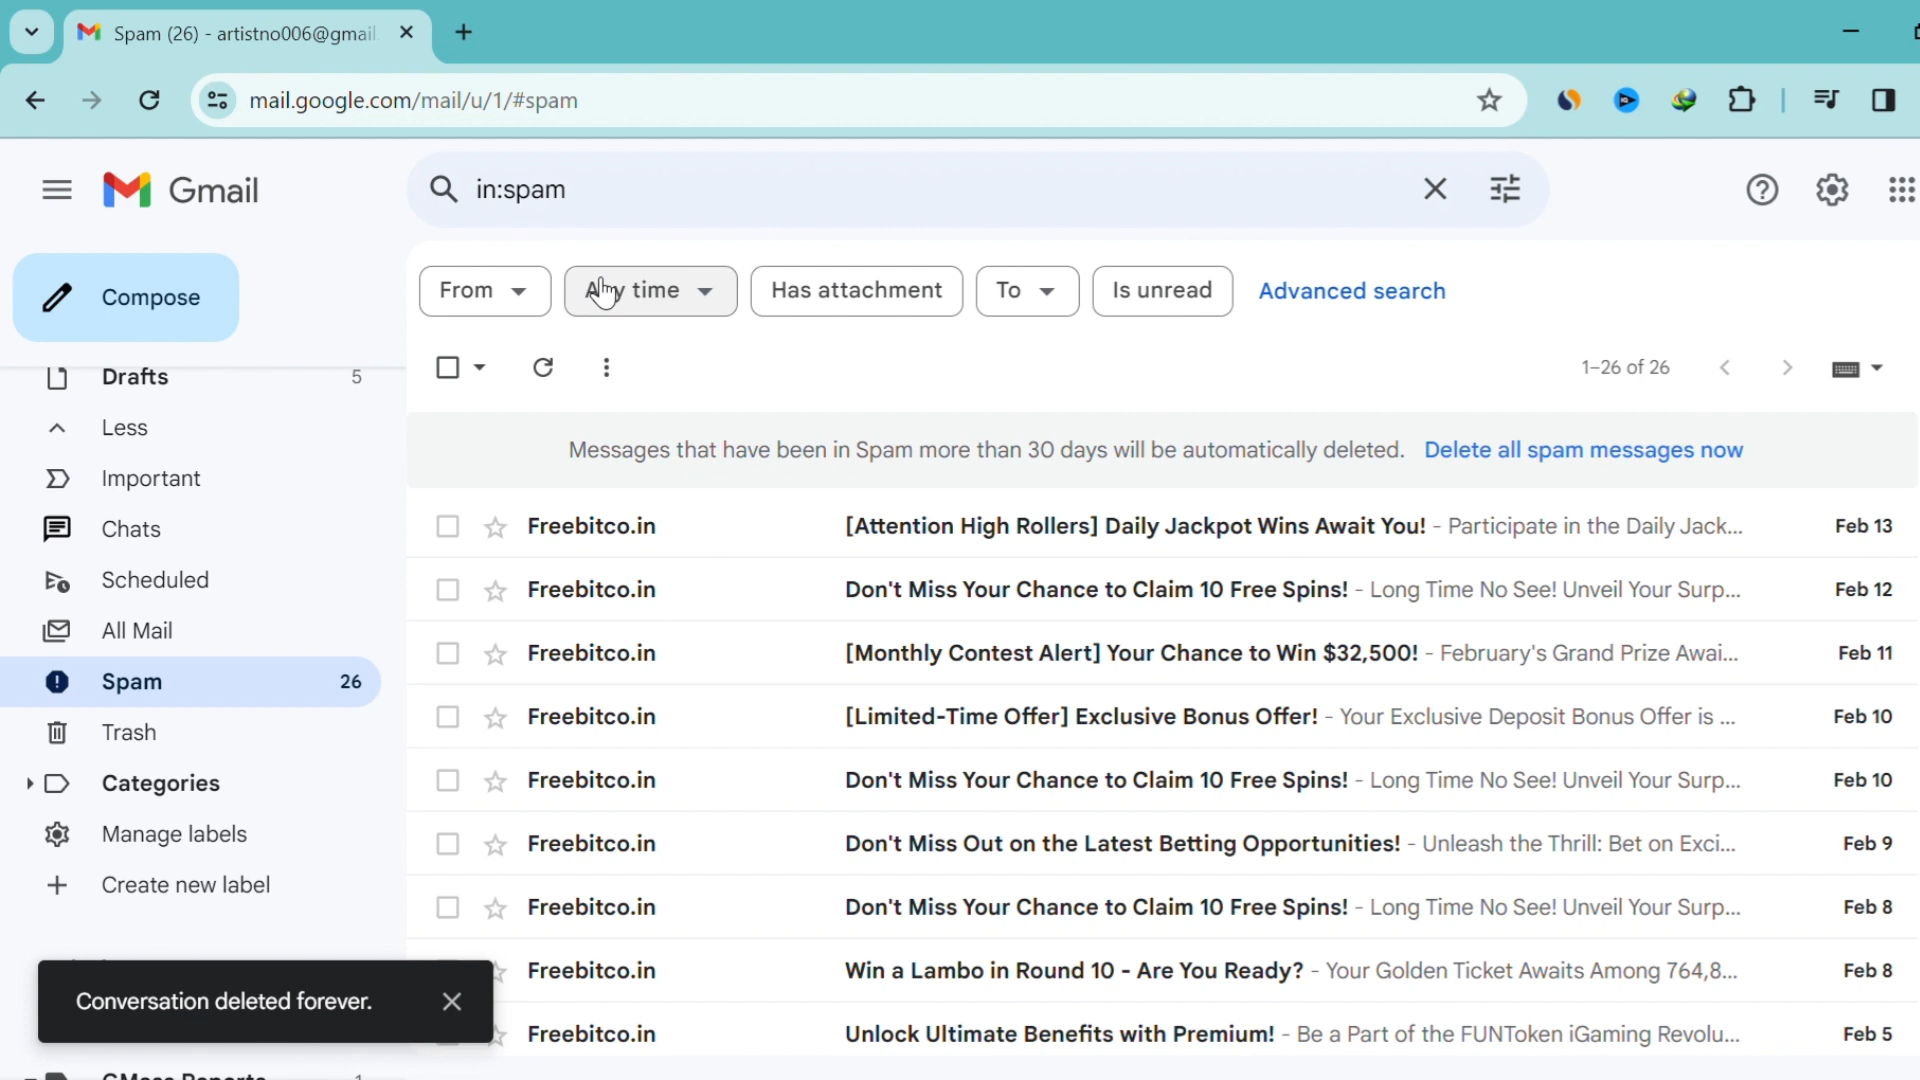 Spam (26) - artistno006@gmail.
mail.google.com/mail/u/1/#spam
Gmail
in:spam
Compose
From
Any time
Has attachment
To
Is unread
Advanced search
1–26 of 26
Messages that have been in Spam more than 30 days will be automatically deleted. Delete all spam messages now
Drafts 5
Less
Important
Chats
Scheduled
All Mail
Spam 26
Trash
Categories
Manage labels
Create new label
Freebitco.in [Attention High Rollers] Daily Jackpot Wins Await You! - Participate in the Daily Jack... Feb 13
Freebitco.in Don't Miss Your Chance to Claim 10 Free Spins! - Long Time No See! Unveil Your Surp... Feb 12
Freebitco.in [Monthly Contest Alert] Your Chance to Win $32,500! - February's Grand Prize Awai... Feb 11
Freebitco.in [Limited-Time Offer] Exclusive Bonus Offer! - Your Exclusive Deposit Bonus Offer is ... Feb 10
Freebitco.in Don't Miss Your Chance to Claim 10 Free Spins! - Long Time No See! Unveil Your Surp... Feb 10
Freebitco.in Don't Miss Out on the Latest Betting Opportunities! - Unleash the Thrill: Bet on Exci... Feb 9
Freebitco.in Don't Miss Your Chance to Claim 10 Free Spins! - Long Time No See! Unveil Your Surp... Feb 8
Freebitco.in Win a Lambo in Round 10 - Are You Ready? - Your Golden Ticket Awaits Among 764,8... Feb 8
Freebitco.in Unlock Ultimate Benefits with Premium! - Be a Part of the FUNToken iGaming Revolu... Feb 5
Conversation deleted forever.
GMass Reports 1